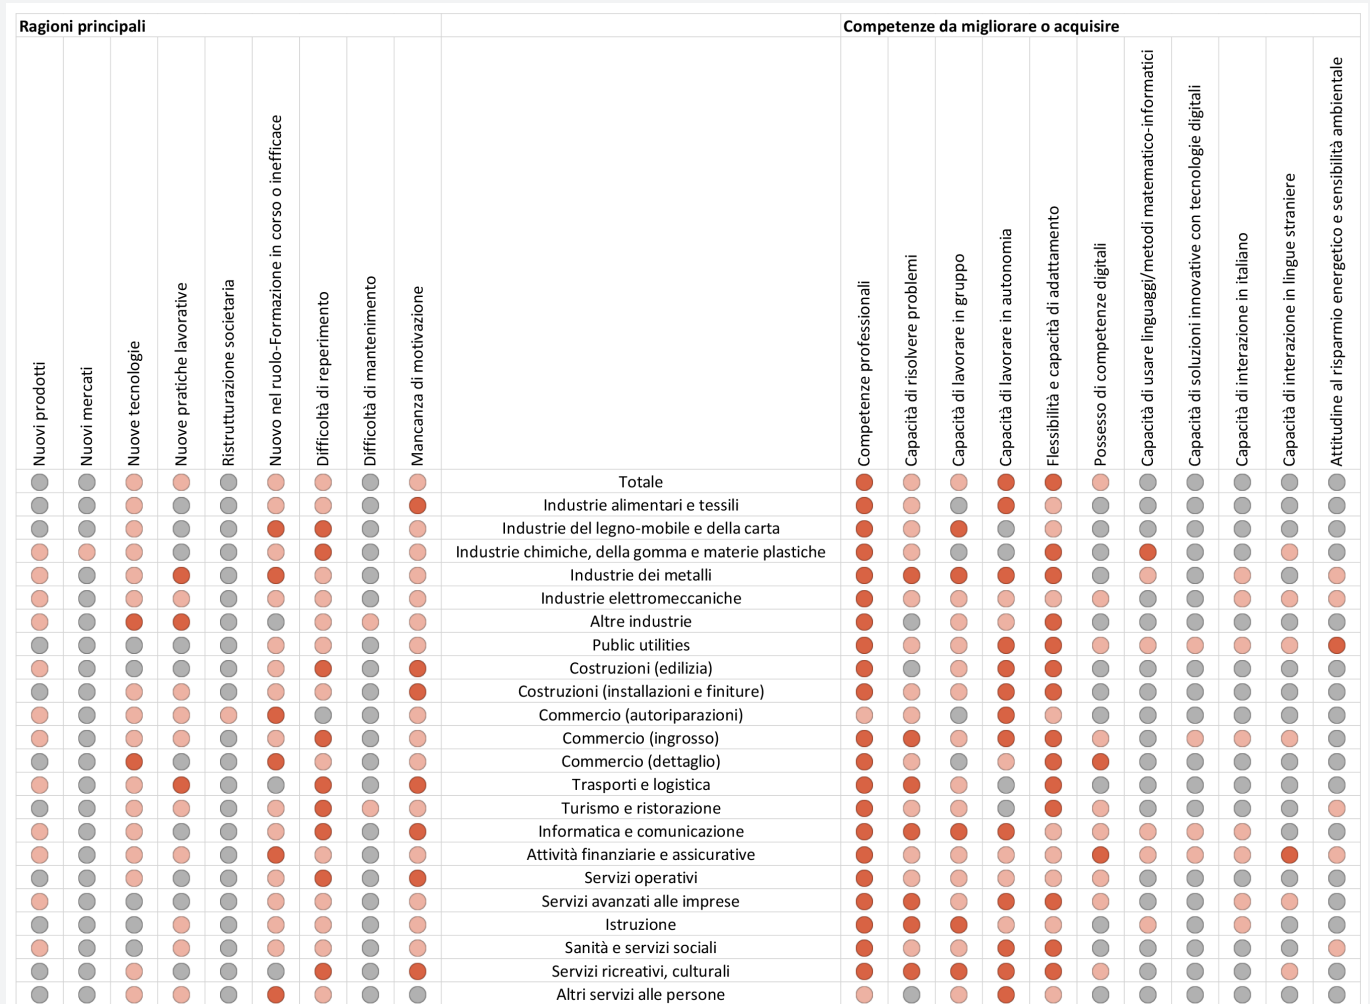 Ragioni principali
Competenze da migliorare o acquisire
Nuovi prodotti
Nuovi mercati
Nuove tecnologie
Nuove pratiche lavorative
Ristrutturazione societaria
Nuovo nel ruolo-Formazione in corso o inefficace
Difficoltà di reperimento
Difficoltà di mantenimento
Mancanza di motivazione
Competenze professionali
Capacità di risolvere problemi
Capacità di lavorare in gruppo
Capacità di lavorare in autonomia
Flessibilità e capacità di adattamento
Possesso di competenze digitali
Capacità di usare linguaggi/metodi matematico-informatici
Capacità di soluzioni innovative con tecnologie digitali
Capacità di interazione in italiano
Capacità di interazione in lingue straniere
Attitudine al risparmio energetico e sensibilità ambientale
Totale
Industrie alimentari e tessili
Industrie del legno-mobile e della carta
Industrie chimiche, della gomma e materie plastiche
Industrie dei metalli
Industrie elettromeccaniche
Altre industrie
Public utilities
Costruzioni (edilizia)
Costruzioni (installazioni e finiture)
Commercio (autoriparazioni)
Commercio (ingrosso)
Commercio (dettaglio)
Trasporti e logistica
Turismo e ristorazione
Informatica e comunicazione
Attività finanziarie e assicurative
Servizi operativi
Servizi avanzati alle imprese
Istruzione
Sanità e servizi sociali
Servizi ricreativi, culturali
Altri servizi alle persone